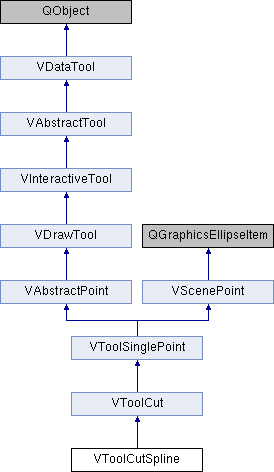 QObject
VDataTool
VAbstractTool
VInteractiveTool
VDrawTool
QGraphicsEllipseItem
VAbstractPoint
VScenePoint
VToolSinglePoint
VToolCut
VToolCutSpline